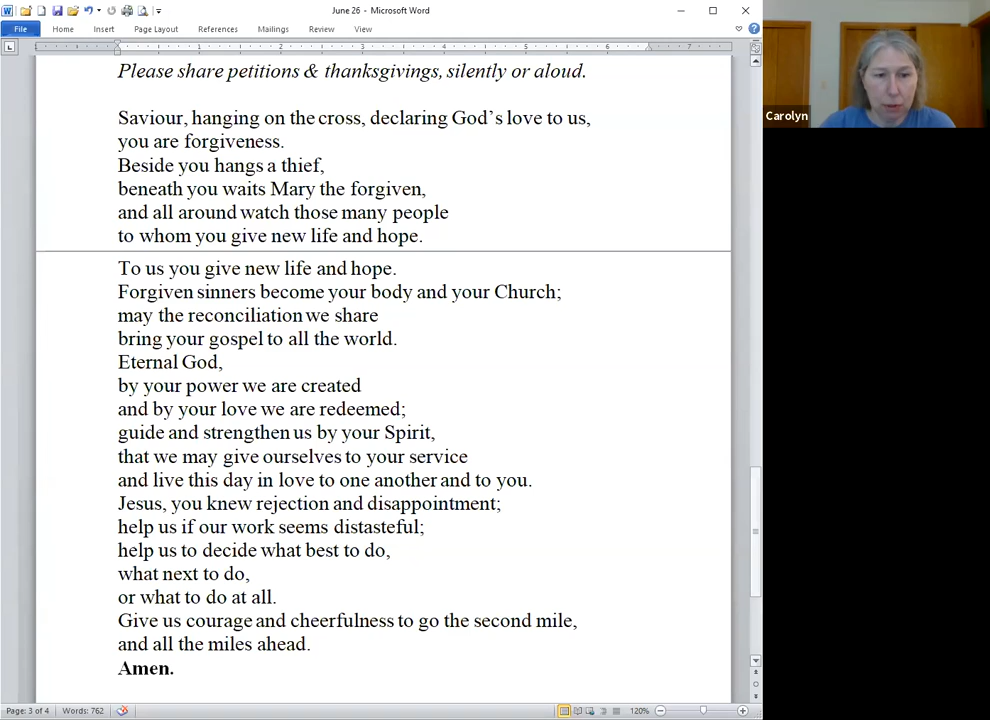 June 26 - Microsoft Word
File Home Insert Page Layout References Mailings Review View
1 2 3 4 5 6 7
Please share petitions & thanksgivings, silently or aloud.
Saviour, hanging on the cross, declaring God's love to us,
you are forgiveness.
Beside you hangs a thief,
beneath you waits Mary the forgiven,
and all around watch those many people
to whom you give new life and hope.
To us you give new life and hope.
Forgiven sinners become your body and your Church;
may the reconciliation we share
bring your gospel to all the world.
Eternal God,
by your power we are created
and by your love we are redeemed;
guide and strengthen us by your Spirit,
that we may give ourselves to your service
and live this day in love to one another and to you.
Jesus, you knew rejection and disappointment;
help us if our work seems distasteful;
help us to decide what best to do,
what next to do,
or what to do at all.
Give us courage and cheerfulness to go the second mile,
and all the miles ahead.
Amen.
Page: 3 of 4 Words: 762 120%
Carolyn